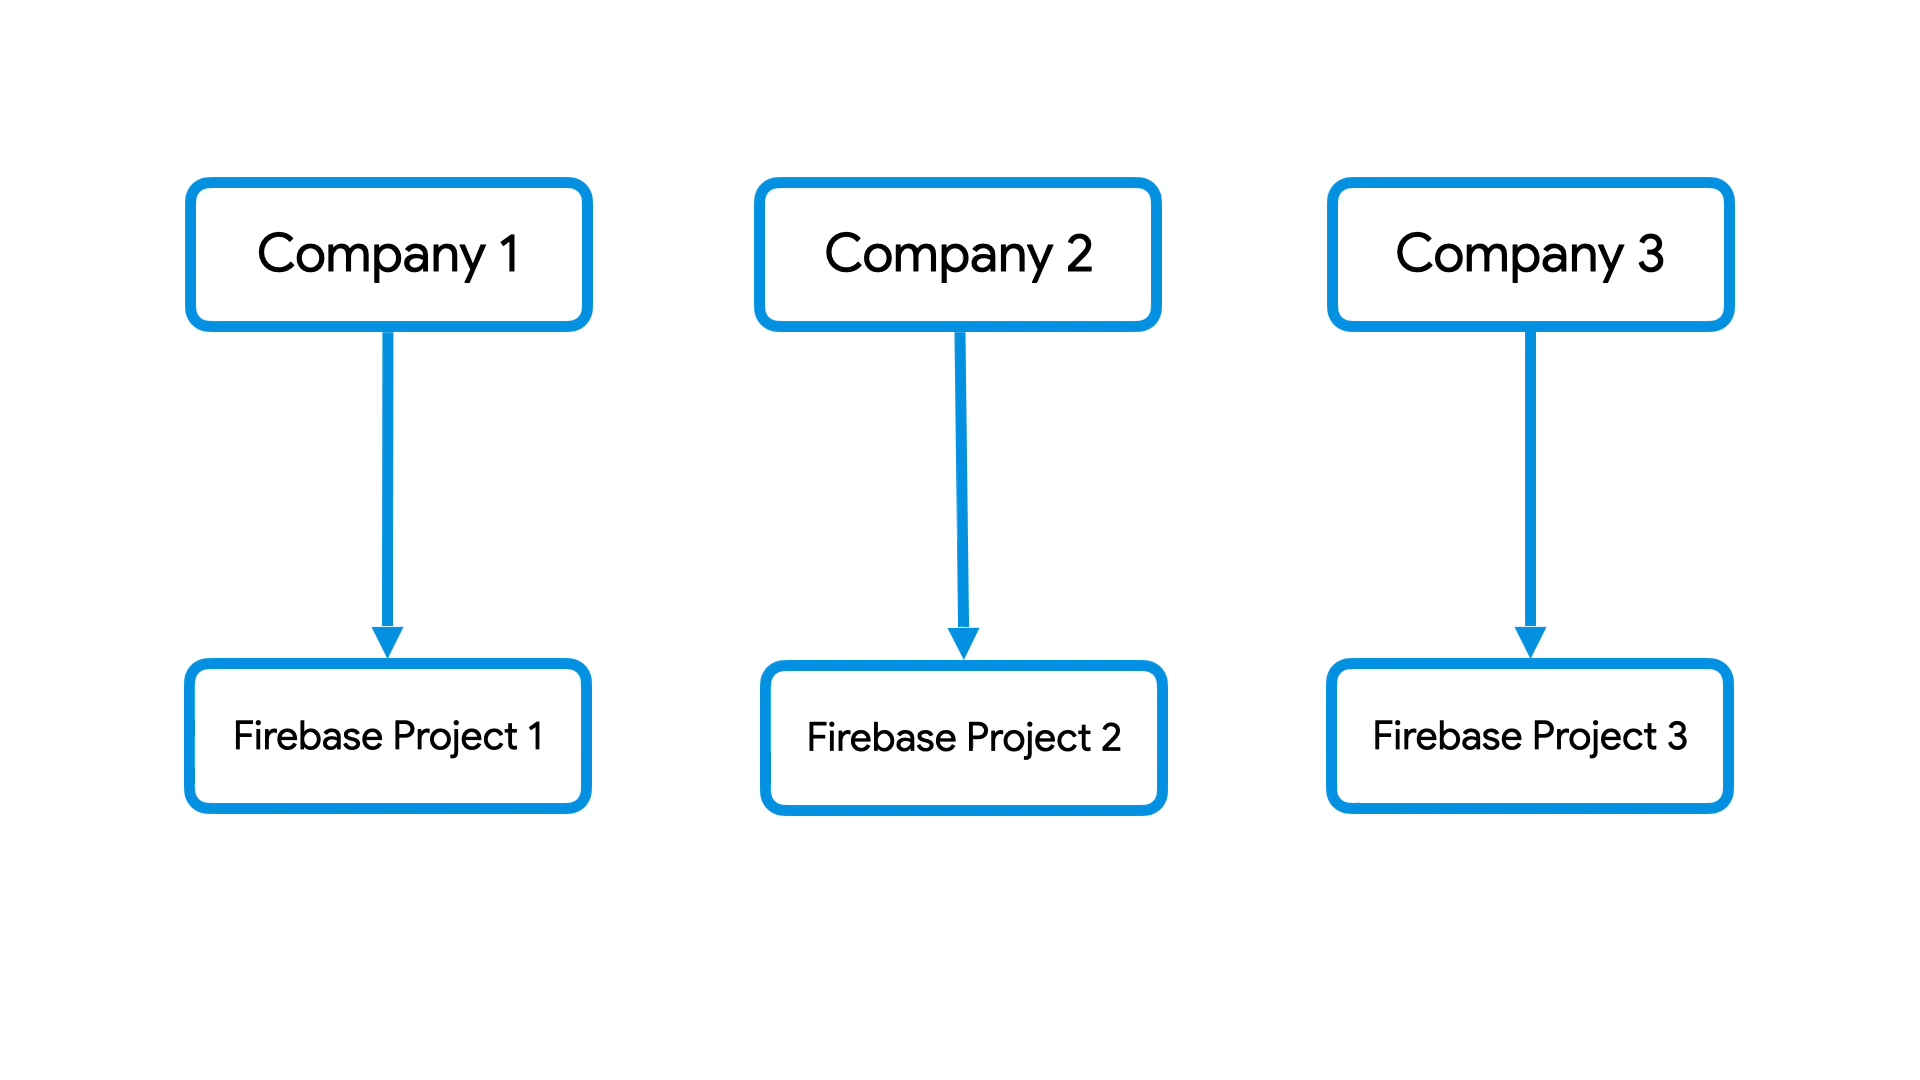 Company 1
Company 2
Company 3
Firebase Project 1
Firebase Project 2
Firebase Project 3